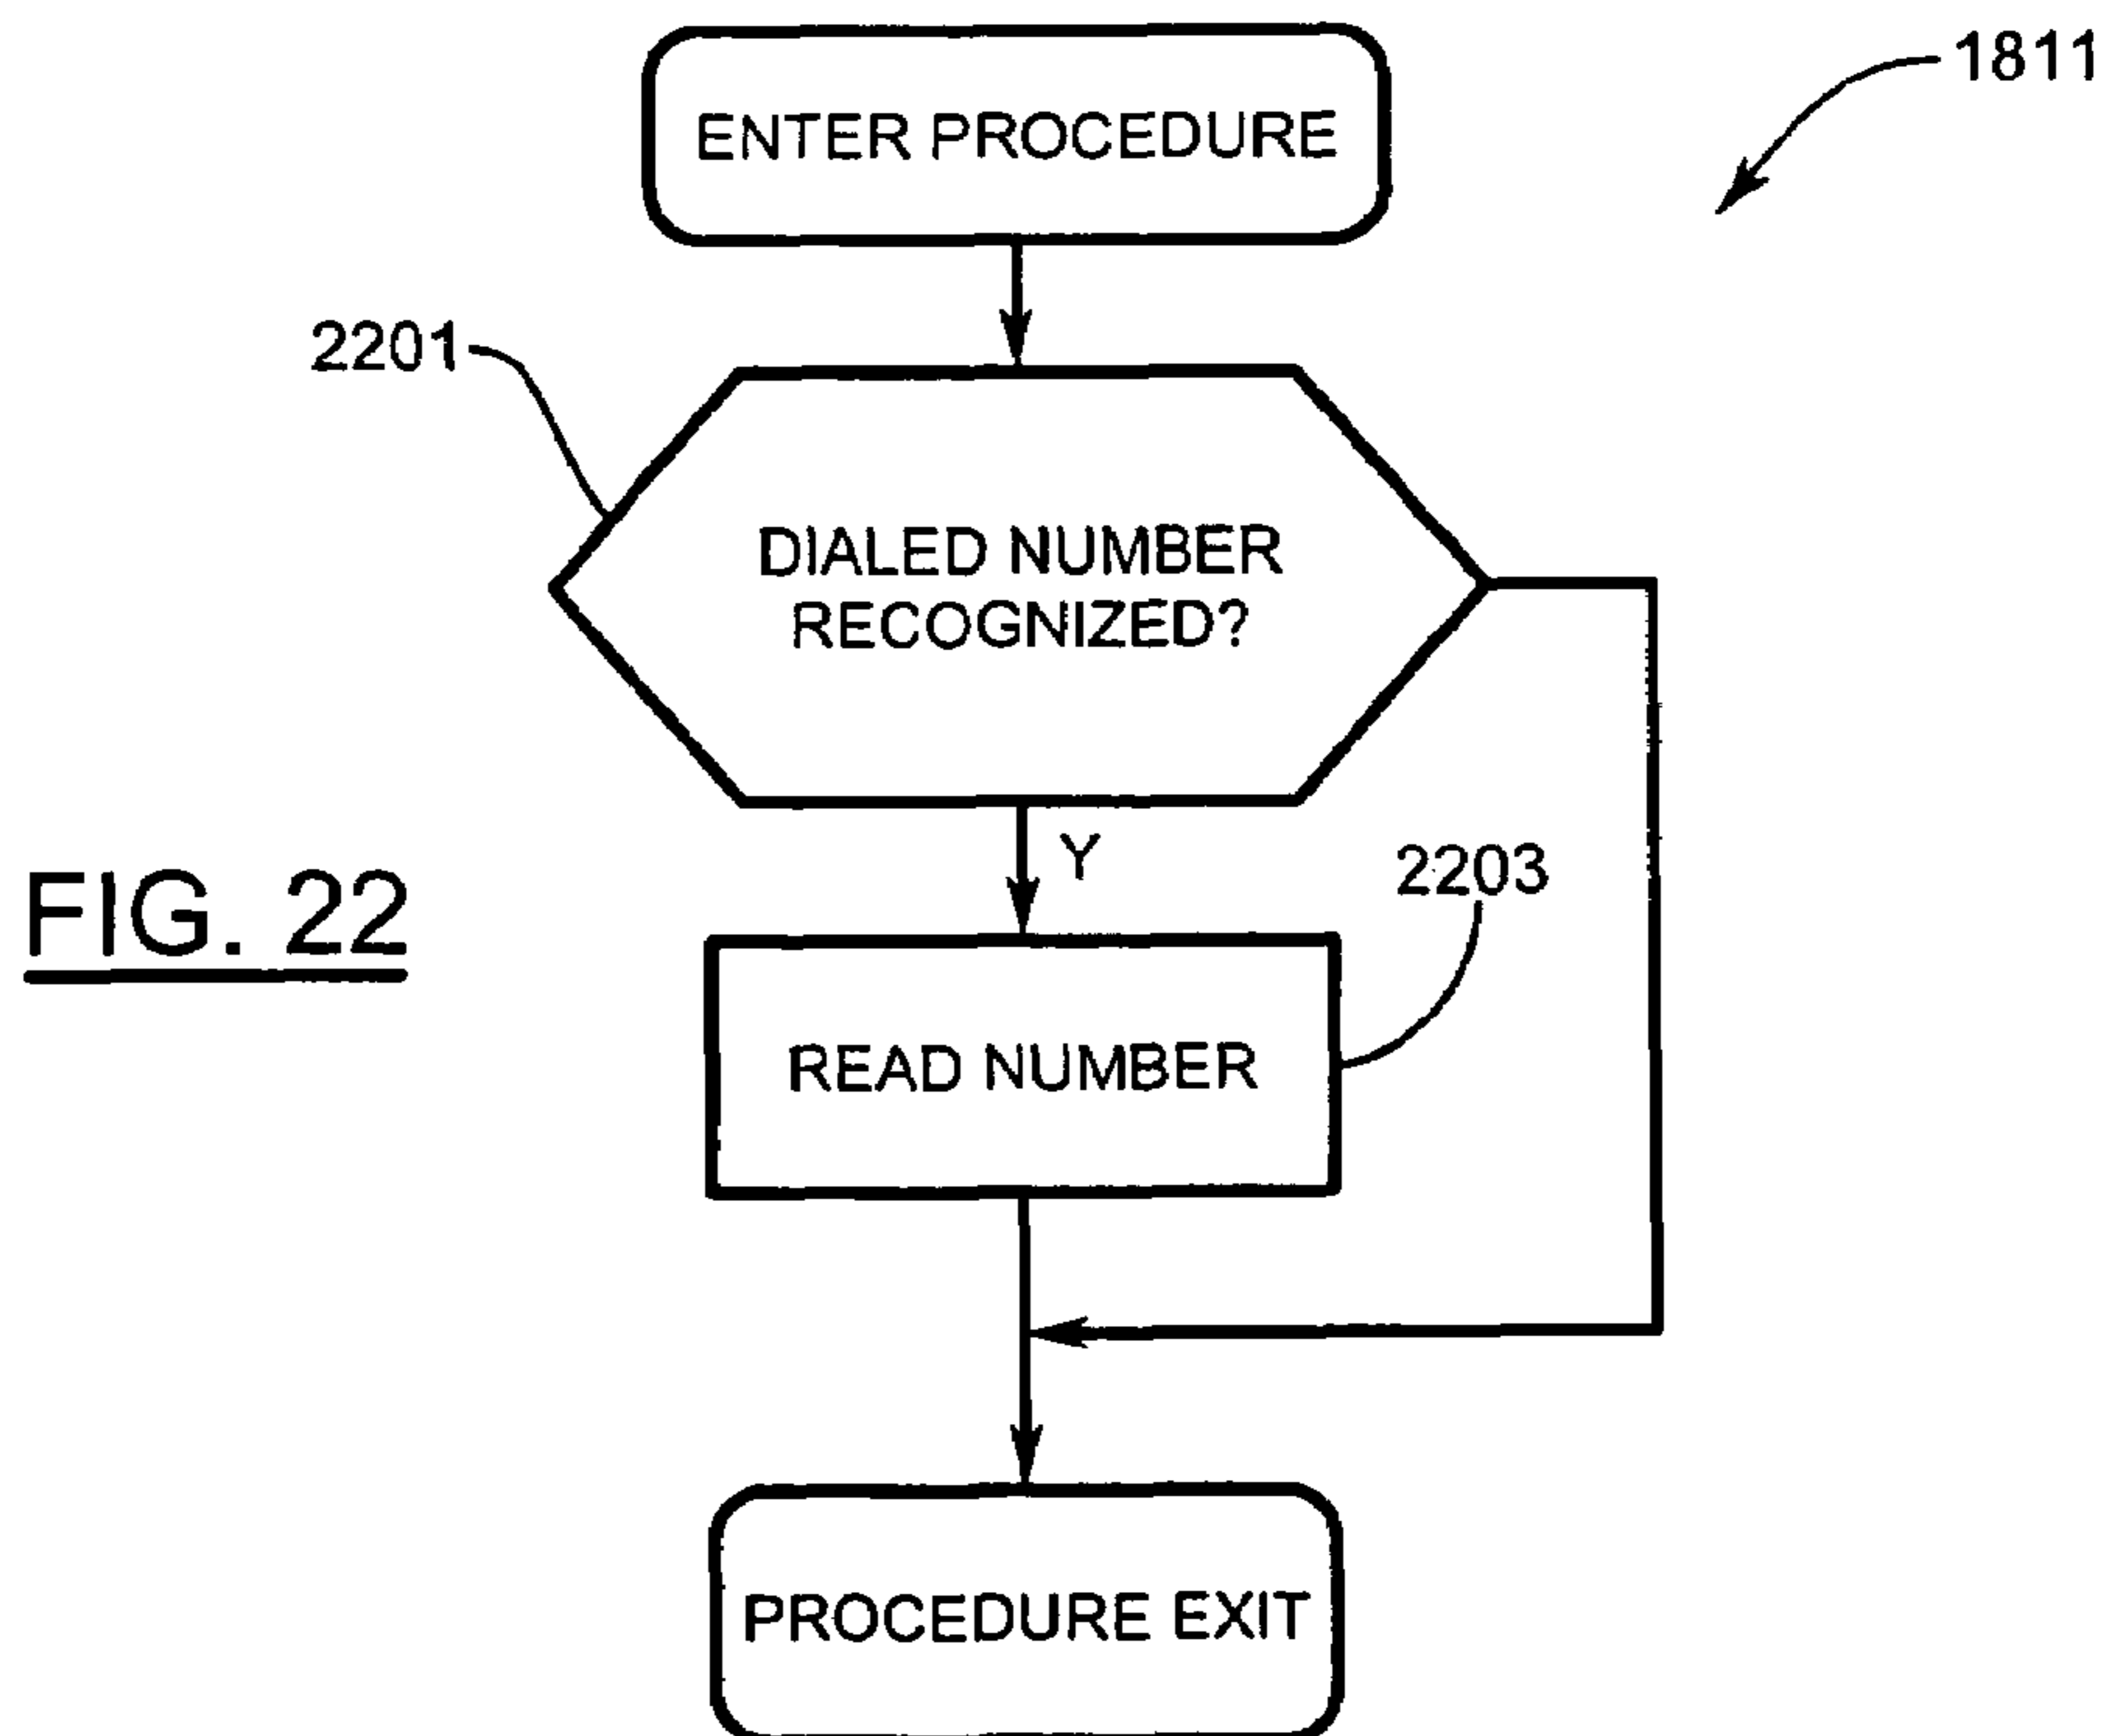 ENTER PROCEDURE
1811
2201
DIALED NUMBER
RECOGNIZED?
Y
2203
FIG. 22
READ NUMBER
PROCEDURE EXIT